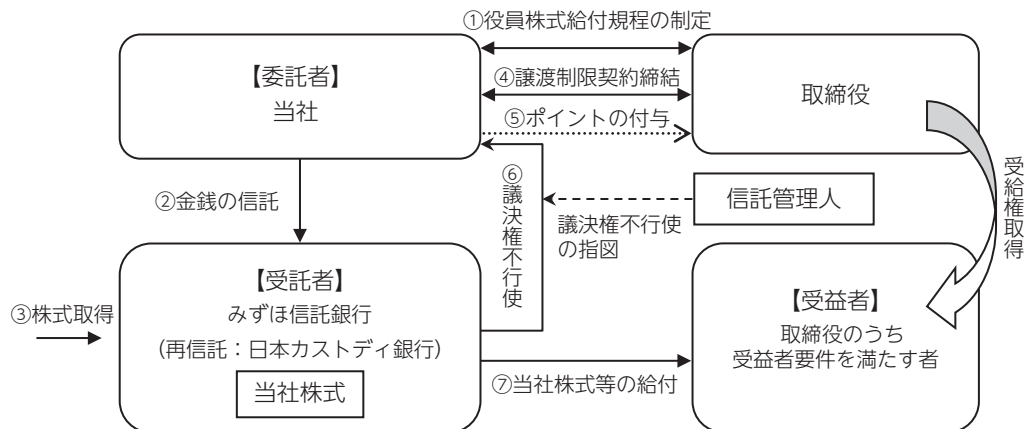 ①役員株式給付規程の制定
【委託者】
当社
④譲渡制限契約締結
取締役
⑤ポイントの付与
②金銭の信託
⑥議決権不行使
信託管理人
議決権不行使
の指図
受給権取得
【受託者】
みずほ信託銀行
(再信託:日本カストディ銀行)
当社株式
③株式取得
【受益者】
取締役のうち
受益者要件を満たす者
⑦当社株式等の給付